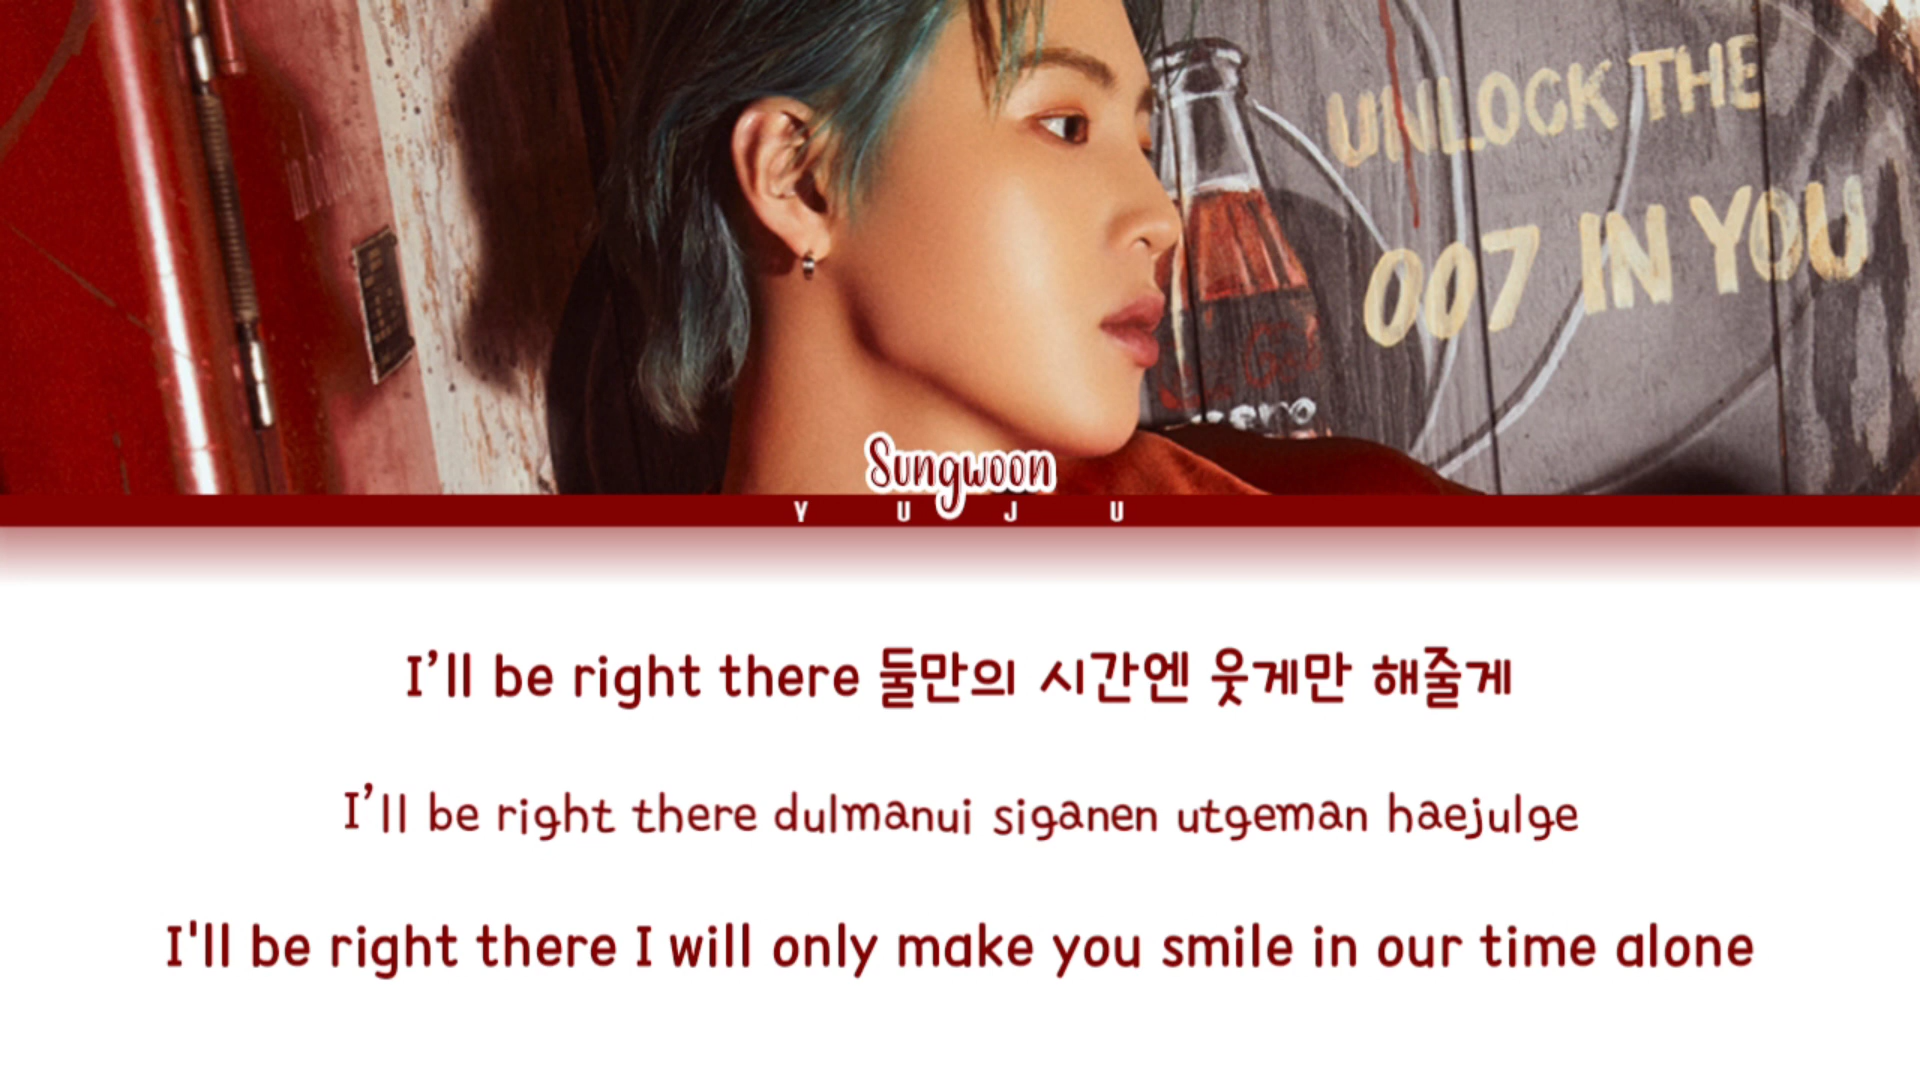 UNLOCK THE
007 IN YOU
zero
Sungwoon
YUJU
I’ll be right there 둘만의 시간엔 웃게만 해줄게
I’ll be right there dulmanui siganen utgeman haejulge
I'll be right there I will only make you smile in our time alone